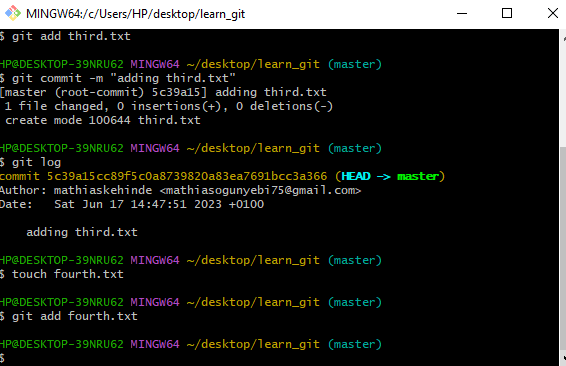 MINGW64:/c/Users/HP/desktop/learn_git
$ git add third.txt
HP@DESKTOP-39NRU62 MINGW64 ~/desktop/learn_git (master)
$ git commit -m "adding third.txt"
[master (root-commit) 5c39a15] adding third.txt
1 file changed, 0 insertions(+), 0 deletions(-)
create mode 100644 third.txt
HP@DESKTOP-39NRU62 MINGW64 ~/desktop/learn_git (master)
$ git log
commit 5c39a15cc89f5c0a8739820a83ea7691bcc3a366 (HEAD -> master)
Author: mathiaskehinde <mathiasogunyebi75@gmail.com>
Date:   Sat Jun 17 14:47:51 2023 +0100
adding third.txt
HP@DESKTOP-39NRU62 MINGW64 ~/desktop/learn_git (master)
$ touch fourth.txt
HP@DESKTOP-39NRU62 MINGW64 ~/desktop/learn_git (master)
$ git add fourth.txt
HP@DESKTOP-39NRU62 MINGW64 ~/desktop/learn_git (master)
$